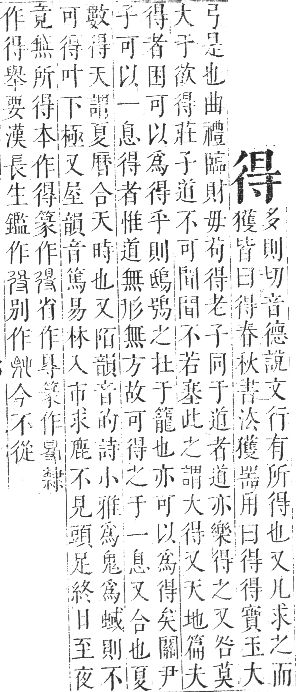 得
多則切音德說文行有所得也又凡求之而
獲皆曰得春秋書法獲器用曰得得寶玉大
弓是也曲禮臨財毋苟得老子同于道者道亦樂得之又咎莫
大于欲得莊子道不可聞聞不若塞此之謂大得又天地篇夫
得者困可以爲得乎則鴟鴞之在于籠也亦可以爲得矣關尹
子可以一息得者惟道無形無方故可得之于一息又合也夏
數得天謂夏曆合天時也又陌韻音的詩小雅爲鬼爲蜮則不
可得叶下極又屋韻音篤易林入市求鹿不見頭足終日至夜
竟無所得本作得篆作省作㝵篆作隸
作得舉要漢長生鑑作別作今不從